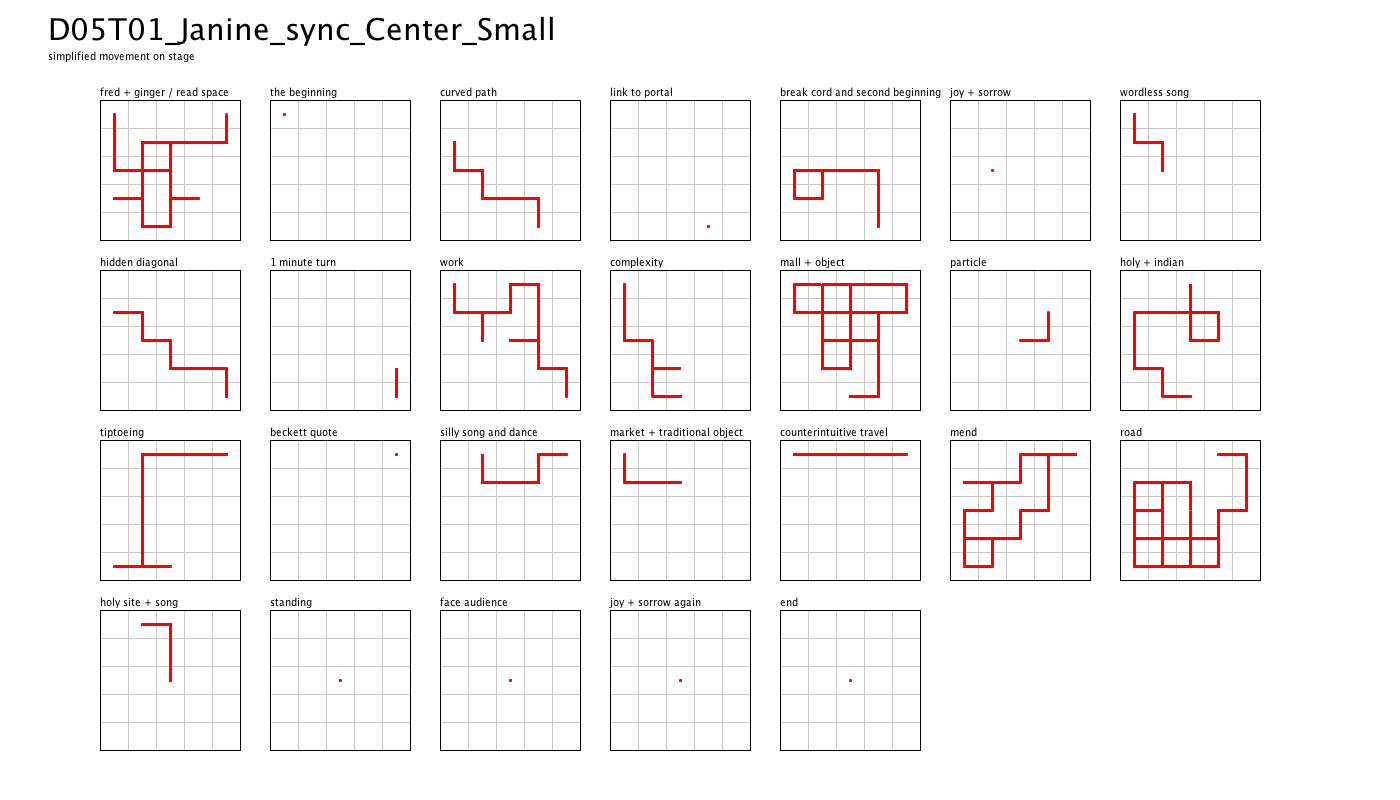 D05T01_Janine_sync_Center_Small
simplified movement on stage
fred + ginger / read space
the beginning
curved path
link to portal
break cord and second beginning
joy + sorrow
wordless song
hidden diagonal
1 minute turn
work
complexity
mall + object
particle
holy + indian
tiptoeing
beckett quote
silly song and dance
market + traditional object
counterintuitive travel
mend
road
holy site + song
standing
face audience
joy + sorrow again
end